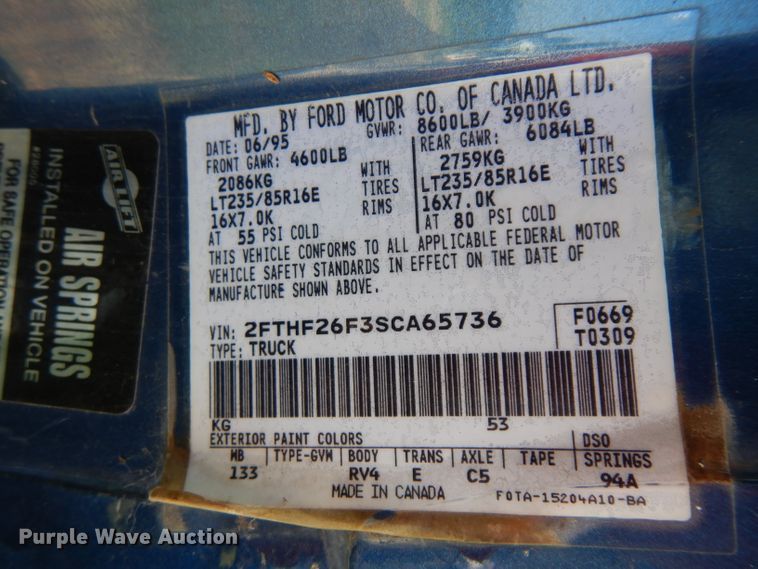 MFD. BY FORD MOTOR CO. OF CANADA LTD.
DATE: 06/95 GVWR: 8600LB/ 3900KG
FRONT GAWR: 4600LB REAR GAWR: 6084LB
2086KG WITH 2759KG WITH
LT235/85R16E TIRES LT235/85R16E TIRES
16X7.0K RIMS 16X7.0K RIMS
AT 55 PSI COLD AT 80 PSI COLD
THIS VEHICLE CONFORMS TO ALL APPLICABLE FEDERAL MOTOR
VEHICLE SAFETY STANDARDS IN EFFECT ON THE DATE OF
MANUFACTURE SHOWN ABOVE.
VIN: 2FTHF26F3SCA65736 F0669
TYPE: TRUCK T0309
KG 53
EXTERIOR PAINT COLORS DSO
WB TYPE-GVW BODY TRANS AXLE TAPE SPRINGS
133 RV4 E C5 94A
MADE IN CANADA F0TA-15204A10-BA
AIR LIFT
AIR SPRINGS
INSTALLED ON VEHICLE
FOR SAFE OPERATION
Purple Wave Auction